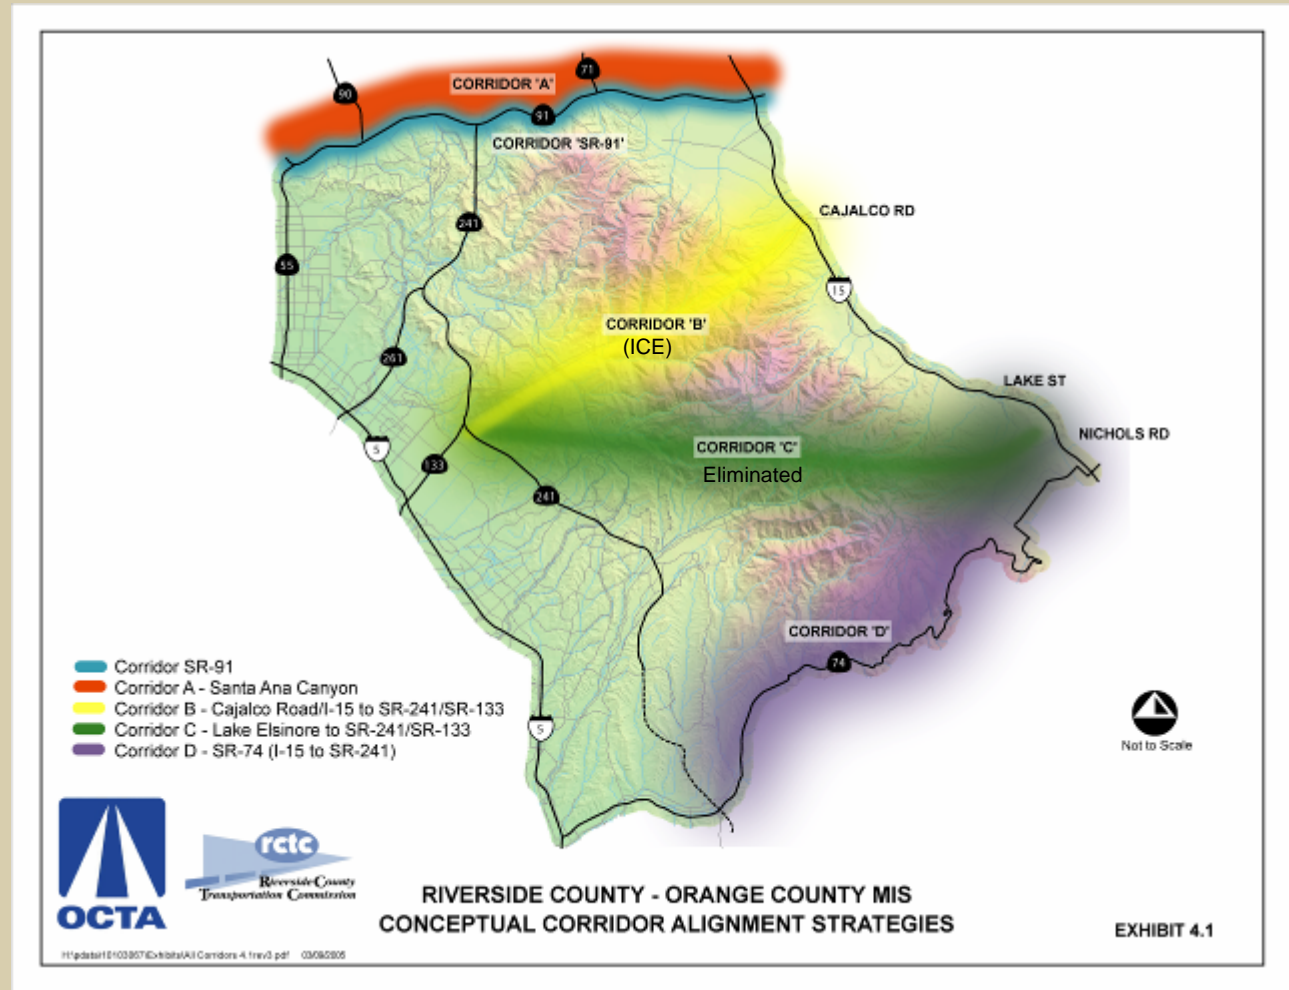 90
71
CORRIDOR 'A'
91
CORRIDOR 'SR-91'
241
CAJALCO RD
55
15
CORRIDOR 'B'
(ICE)
261
LAKE ST
NICHOLS RD
5
CORRIDOR 'C'
133
Eliminated
241
CORRIDOR 'D'
74
Corridor SR-91
Corridor A - Santa Ana Canyon
Corridor B - Cajalco Road/I-15 to SR-241/SR-133
Corridor C - Lake Elsinore to SR-241/SR-133
Corridor D - SR-74 (I-15 to SR-241)
5
Not to Scale
OCTA
rctc
Riverside County
Transportation Commission
RIVERSIDE COUNTY - ORANGE COUNTY MIS
CONCEPTUAL CORRIDOR ALIGNMENT STRATEGIES
EXHIBIT 4.1